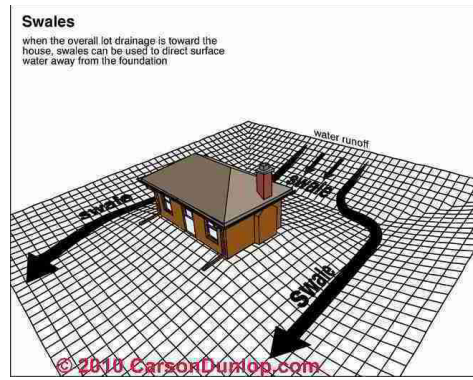 Swales
when the overall lot drainage is toward the
house, swales can be used to direct surface
water away from the foundation
water runoff
swale
swale
Swale
© 2010 CarsonDunlop.com